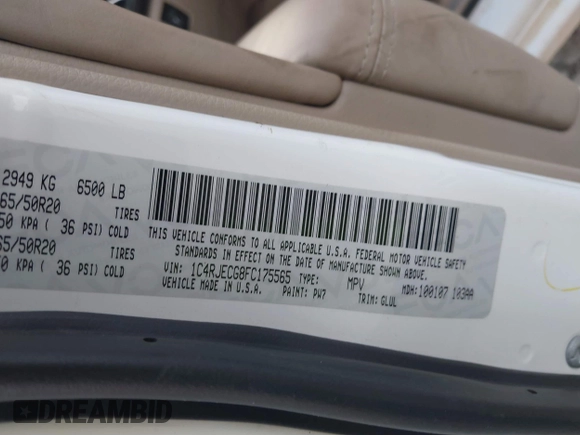 2949 KG 6500 LB
65/50R20 TIRES
50 KPA ( 36 PSI) COLD
65/50R20 TIRES
50 KPA ( 36 PSI) COLD
THIS VEHICLE CONFORMS TO ALL APPLICABLE U.S.A. FEDERAL MOTOR VEHICLE SAFETY
STANDARDS IN EFFECT ON THE DATE OF MANUFACTURE SHOWN ABOVE.
VIN: 1C4RJECG8FC175565 TYPE: MPV MDH: 100107 103AA
VEHICLE MADE IN U.S.A. PAINT: PW7 TRIM: GLUL
DREAMBID